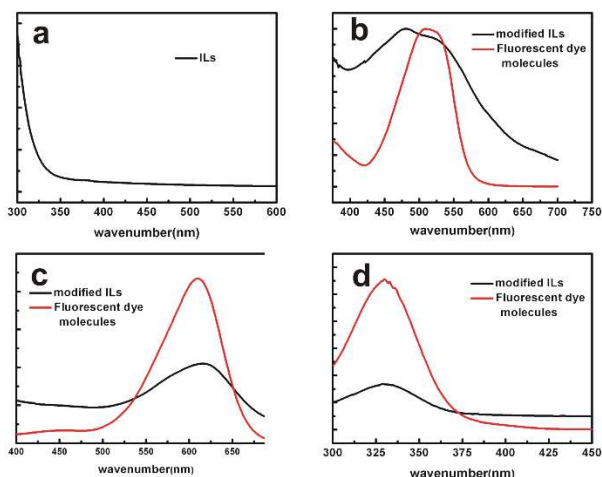 a
ILs
300 350 400 450 500 550 600
wavenumber(nm)
b
modified ILs
Fluorescent dye
molecules
400 450 500 550 600 650 700 750
wavenumber(nm)
c
modified ILs
Fluorescent dye
molecules
400 450 500 550 600 650
wavenumber(nm)
d
modified ILs
Fluorescent dye
molecules
300 325 350 375 400 425 450
wavenumber(nm)